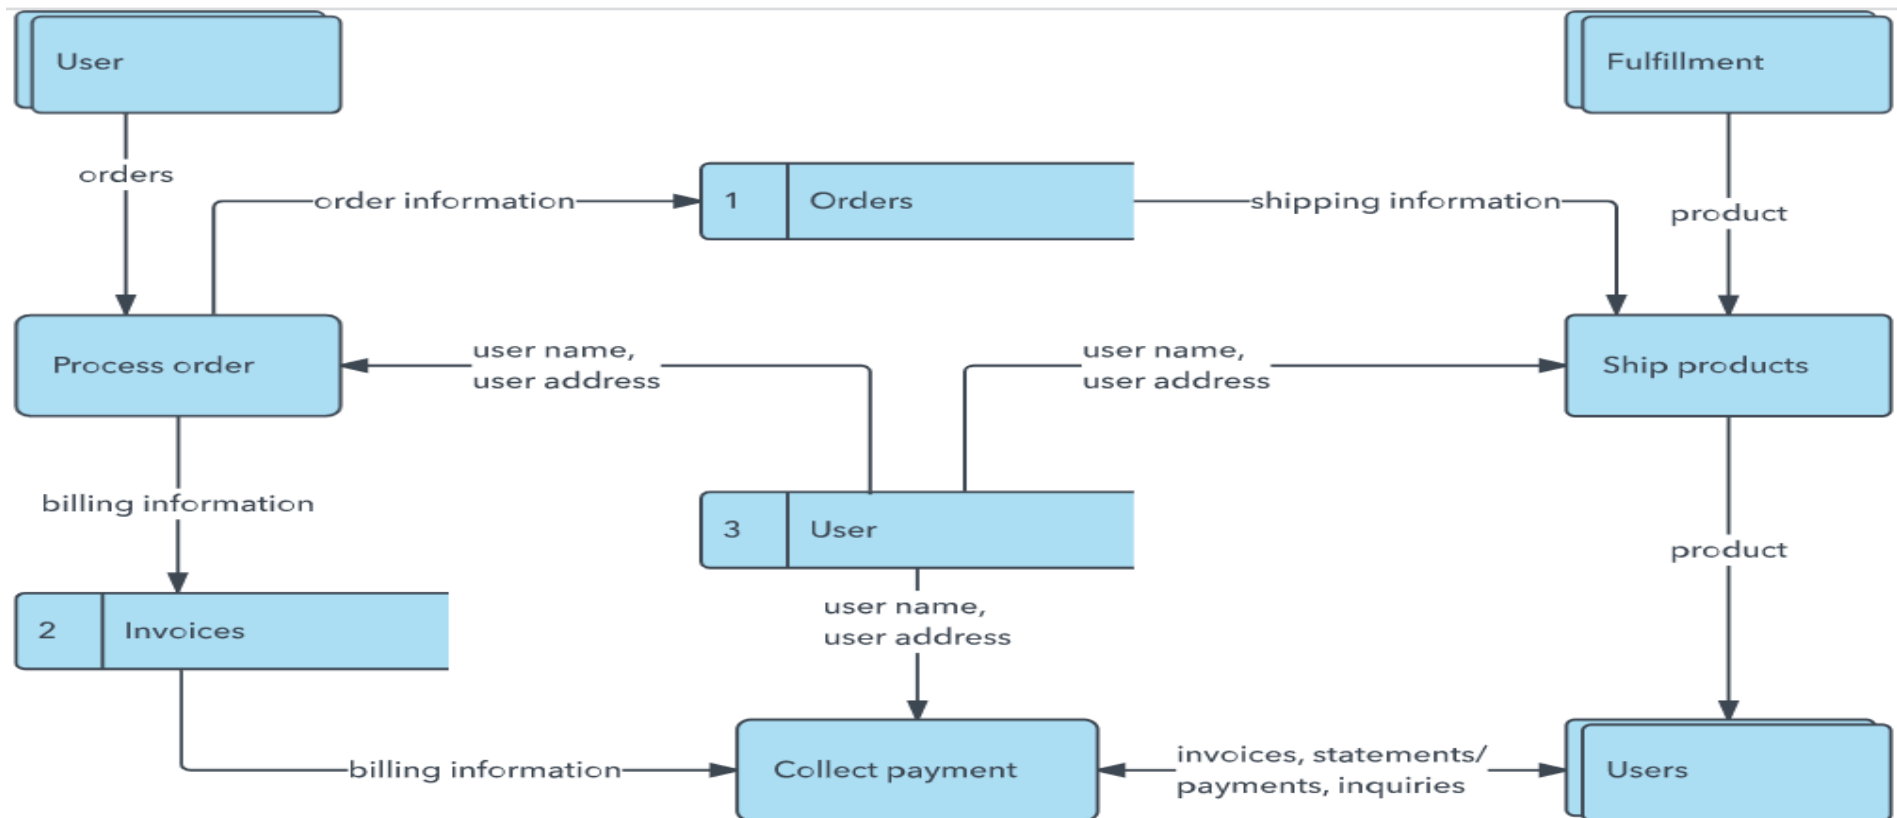 User
Fulfillment
orders
order information
1 Orders
shipping information
product
Process order
user name,
user address
user name,
user address
Ship products
billing information
3 User
product
2 Invoices
user name,
user address
billing information
Collect payment
invoices, statements/
payments, inquiries
Users